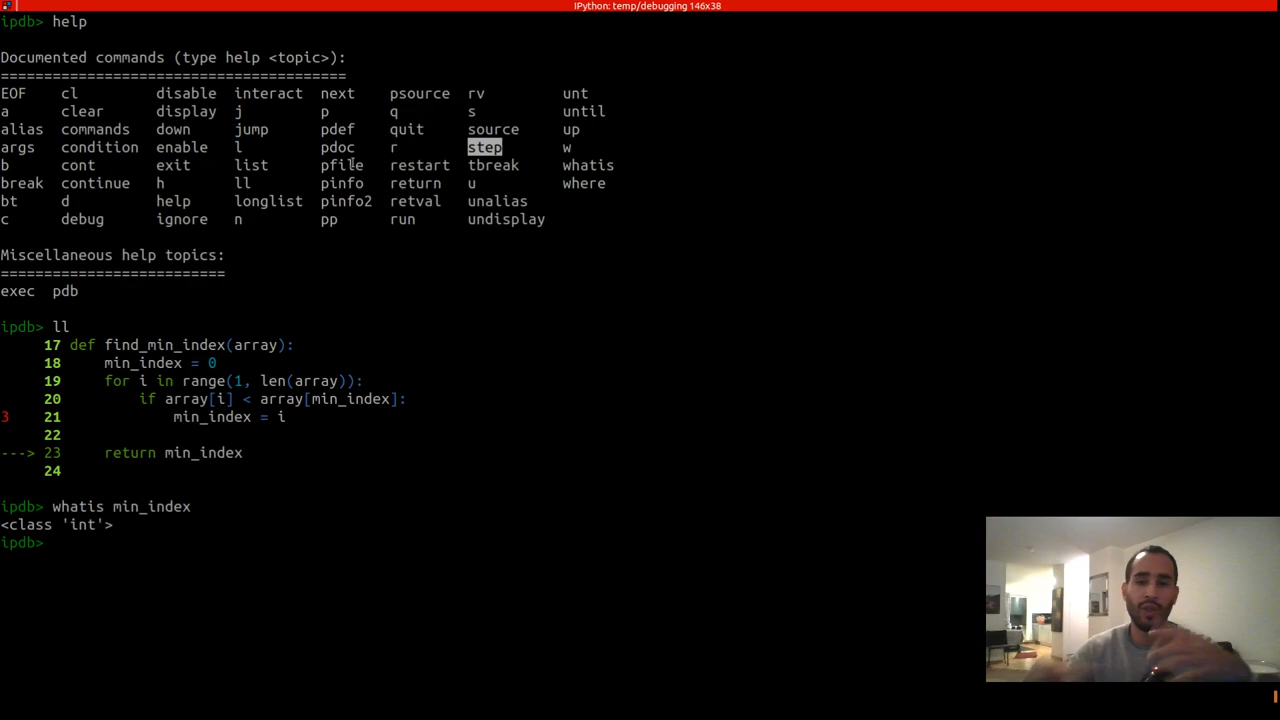 IPython: temp/debugging 146x38
ipdb> help
Documented commands (type help <topic>):
========================================
EOF cl disable interact next psource rv unt
a clear display j p q s until
alias commands down jump pdef quit source up
args condition enable l pdoc r step w
b cont exit list pfile restart tbreak whatis
break continue h ll pinfo return u where
bt d help longlist pinfo2 retval unalias
c debug ignore n pp run undisplay
Miscellaneous help topics:
==========================
exec pdb
ipdb> ll
17 def find_min_index(array):
18 min_index = 0
19 for i in range(1, len(array)):
20 if array[i] < array[min_index]:
3 21 min_index = i
22
---> 23 return min_index
24
ipdb> whatis min_index
<class 'int'>
ipdb>